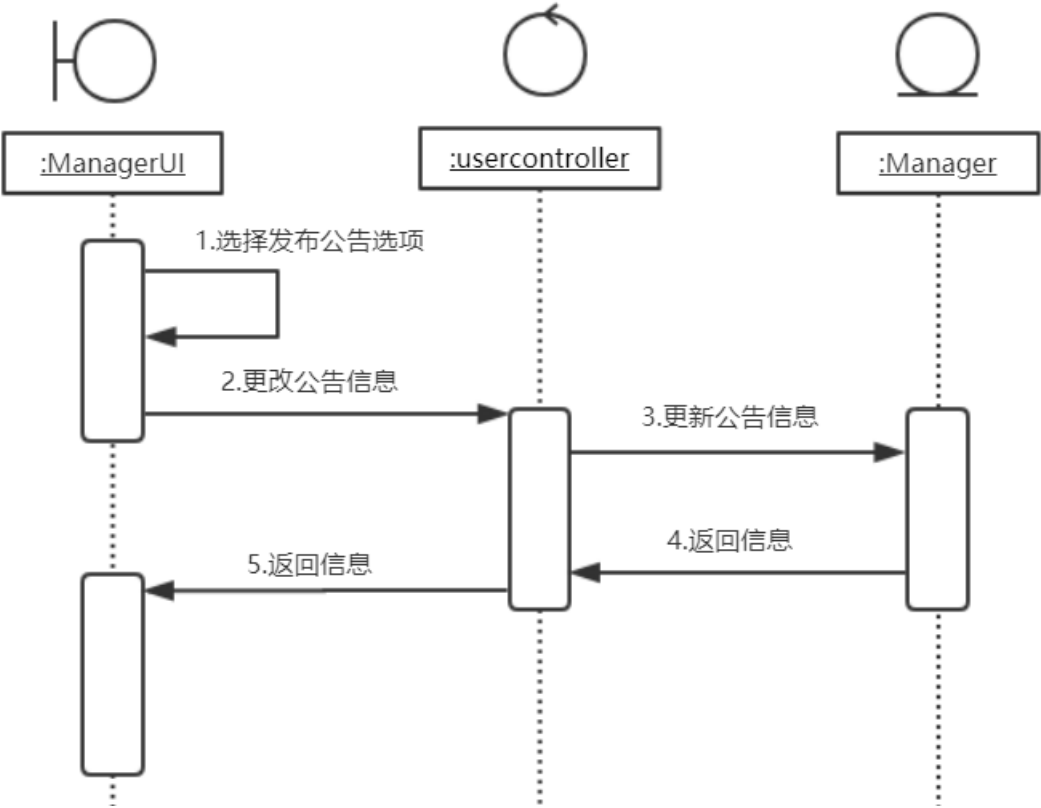 :ManagerUI
:usercontroller
:Manager
1.选择发布公告选项
2.更改公告信息
3.更新公告信息
4.返回信息
5.返回信息